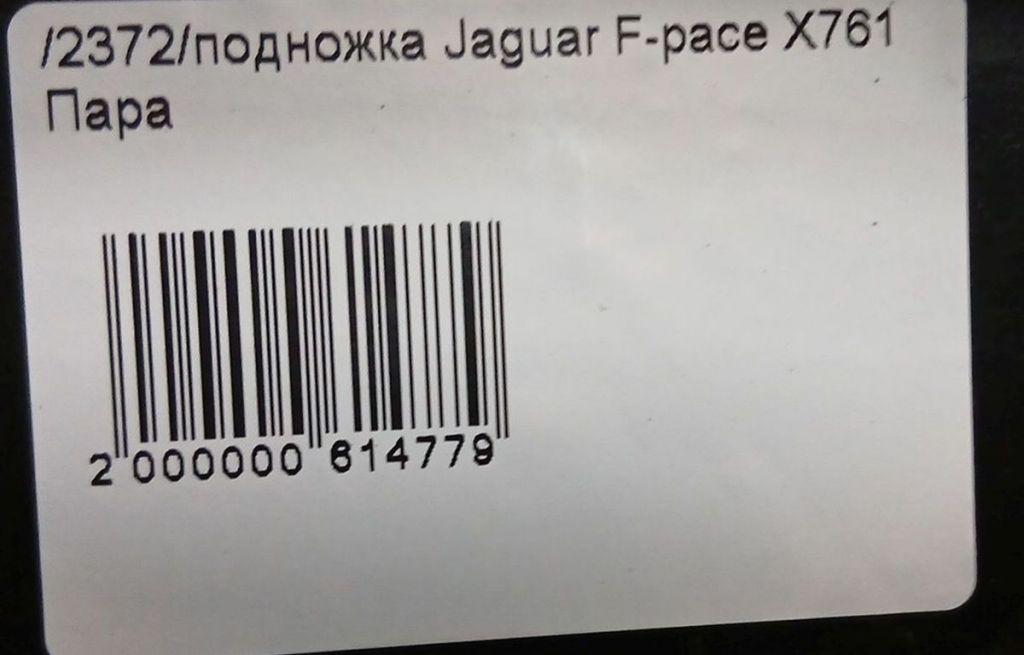 /2372/подножка Jaguar F-pace X761
Пара
2 000000 614779